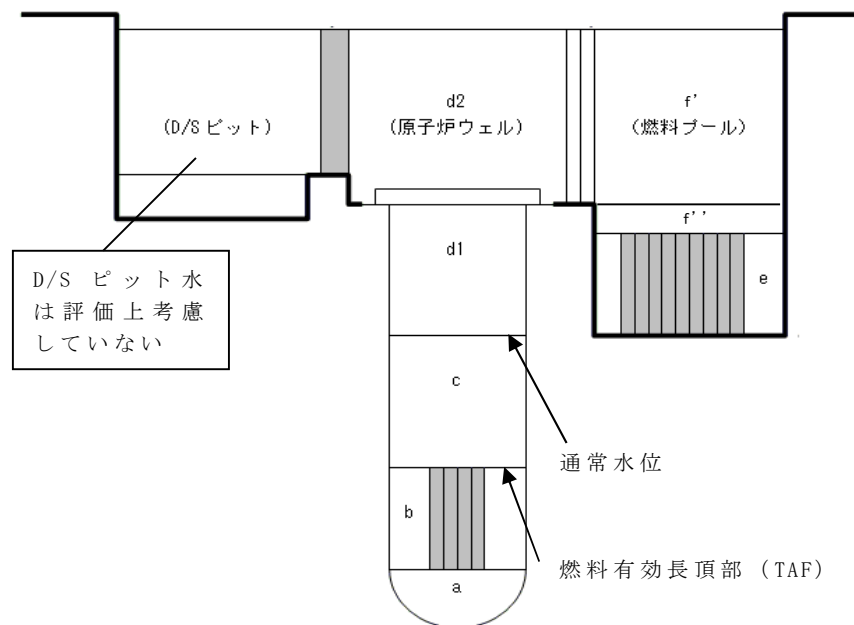 (D/Sピット)
d2
(原子炉ウェル)
f'
(燃料プール)
f''
d1
e
D/S ピット水
は評価上考慮
していない
c
通常水位
b
燃料有効長頂部 (TAF)
a